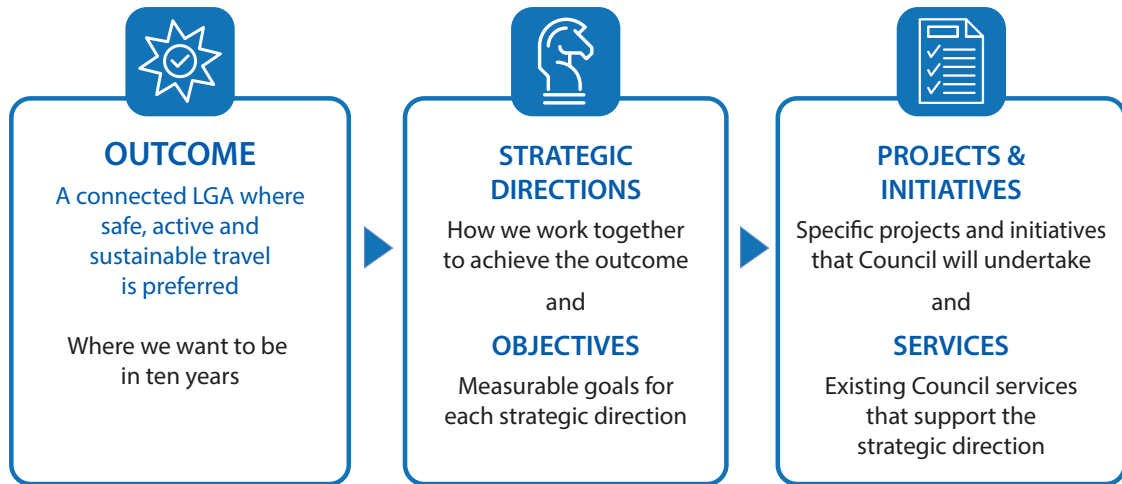 OUTCOME
A connected LGA where
safe, active and
sustainable travel
is preferred
Where we want to be
in ten years
STRATEGIC
DIRECTIONS
How we work together
to achieve the outcome
and
OBJECTIVES
Measurable goals for
each strategic direction
PROJECTS &
INITIATIVES
Specific projects and initiatives
that Council will undertake
and
SERVICES
Existing Council services
that support the
strategic direction